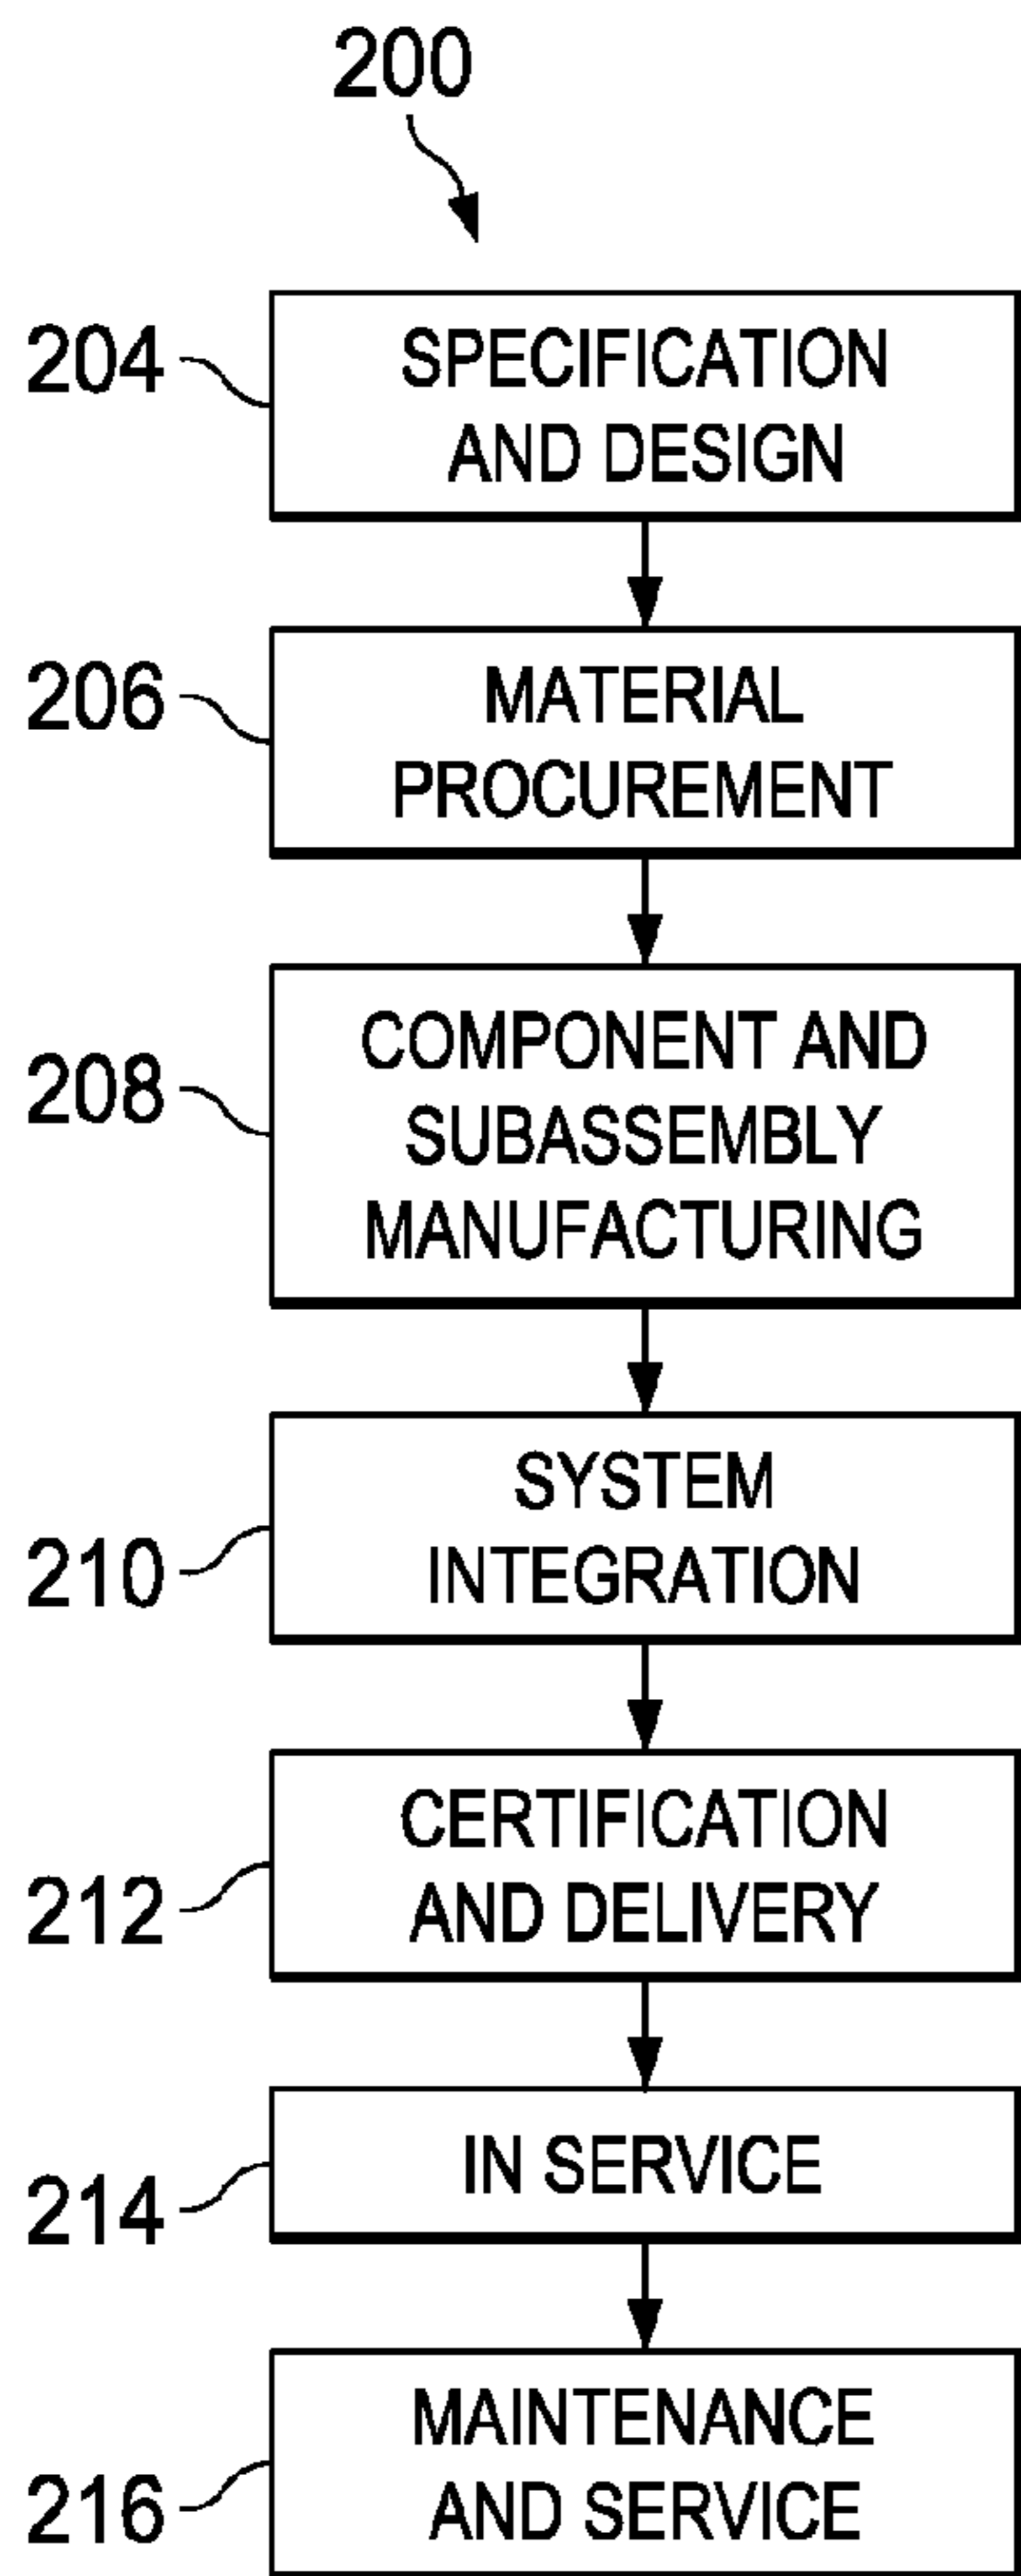 200
204
SPECIFICATION
AND DESIGN
206
MATERIAL
PROCUREMENT
208
COMPONENT AND
SUBASSEMBLY
MANUFACTURING
210
SYSTEM
INTEGRATION
212
CERTIFICATION
AND DELIVERY
214
IN SERVICE
216
MAINTENANCE
AND SERVICE